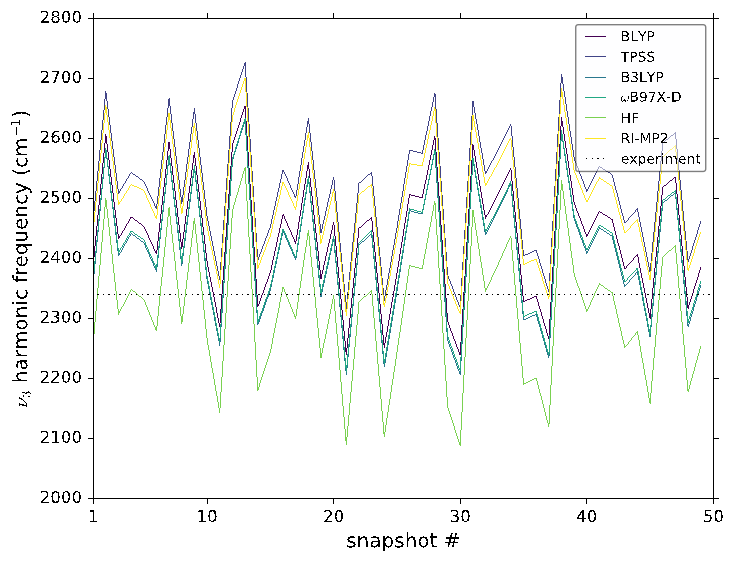 2800
2700
2600
2500
2400
2300
2200
2100
2000
ν₃ harmonic frequency (cm⁻¹)
1 10 20 30 40 50
snapshot #
BLYP
TPSS
B3LYP
ωB97X-D
HF
RI-MP2
experiment